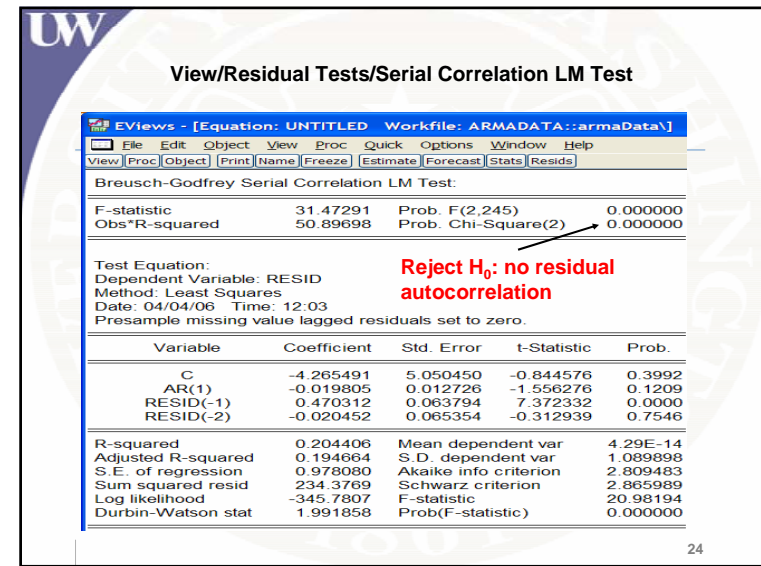 UW
View/Residual Tests/Serial Correlation LM Test
EViews - [Equation: UNTITLED Workfile: ARMADATA::armaData\]
File Edit Object View Proc Quick Options Window Help
View Proc Object Print Name Freeze Estimate Forecast Stats Resids
Breusch-Godfrey Serial Correlation LM Test:
F-statistic 31.47291 Prob. F(2,245) 0.000000
Obs*R-squared 50.89698 Prob. Chi-Square(2) 0.000000
Reject H0: no residual
autocorrelation
Test Equation:
Dependent Variable: RESID
Method: Least Squares
Date: 04/04/06 Time: 12:03
Presample missing value lagged residuals set to zero.
Variable Coefficient Std. Error t-Statistic Prob.
C -4.265491 5.050450 -0.844576 0.3992
AR(1) -0.019805 0.012726 -1.556276 0.1209
RESID(-1) 0.470312 0.063794 7.372332 0.0000
RESID(-2) -0.020452 0.065354 -0.312939 0.7546
R-squared 0.204406 Mean dependent var 4.29E-14
Adjusted R-squared 0.194664 S.D. dependent var 1.089898
S.E. of regression 0.978080 Akaike info criterion 2.809483
Sum squared resid 234.3769 Schwarz criterion 2.865989
Log likelihood -345.7807 F-statistic 20.98194
Durbin-Watson stat 1.991858 Prob(F-statistic) 0.000000
24